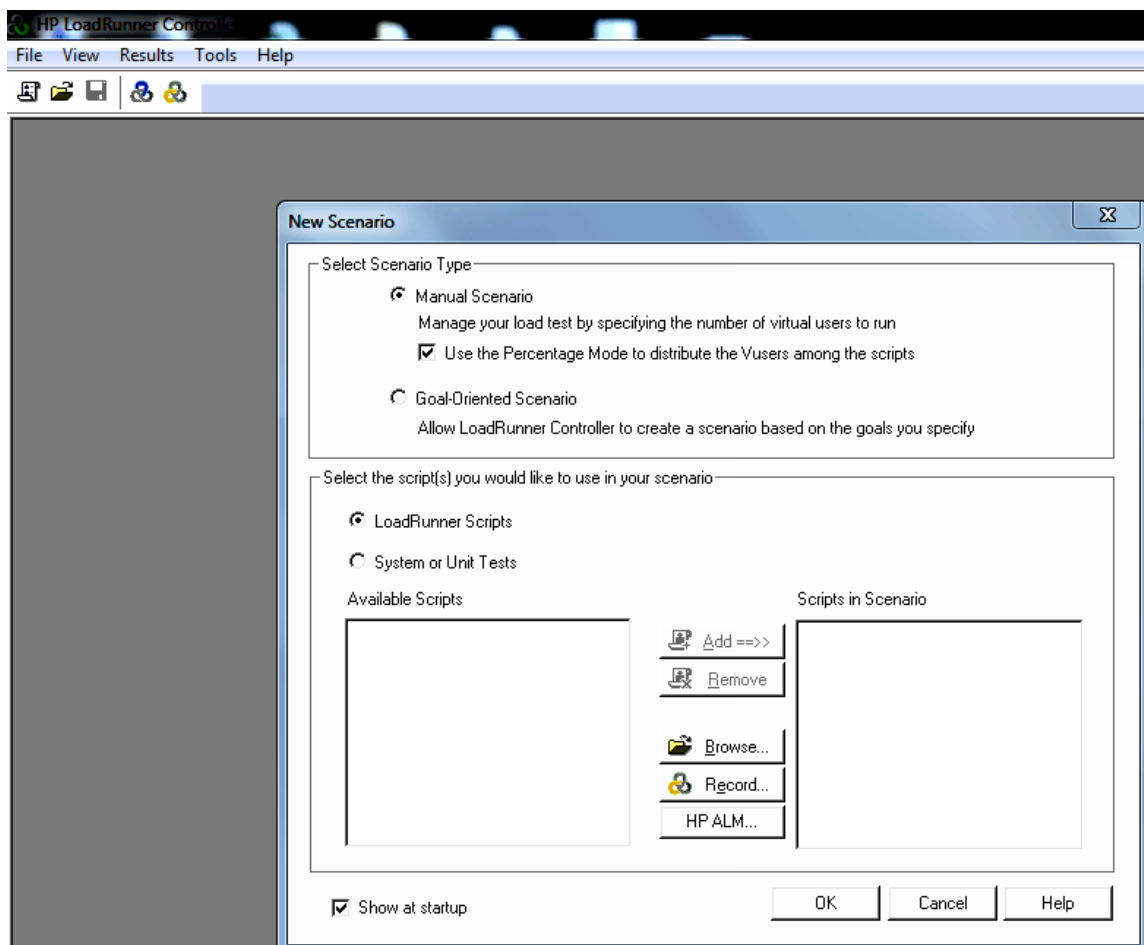 HP LoadRunner Controlle
File View Results Tools Help
New Scenario
Select Scenario Type
Manual Scenario
Manage your load test by specifying the number of virtual users to run
Use the Percentage Mode to distribute the Vusers among the scripts
Goal-Oriented Scenario
Allow LoadRunner Controller to create a scenario based on the goals you specify
Select the script(s) you would like to use in your scenario
LoadRunner Scripts
System or Unit Tests
Available Scripts Scripts in Scenario
Add ==>>
Remove
Browse...
Record...
HP ALM...
Show at startup OK Cancel Help